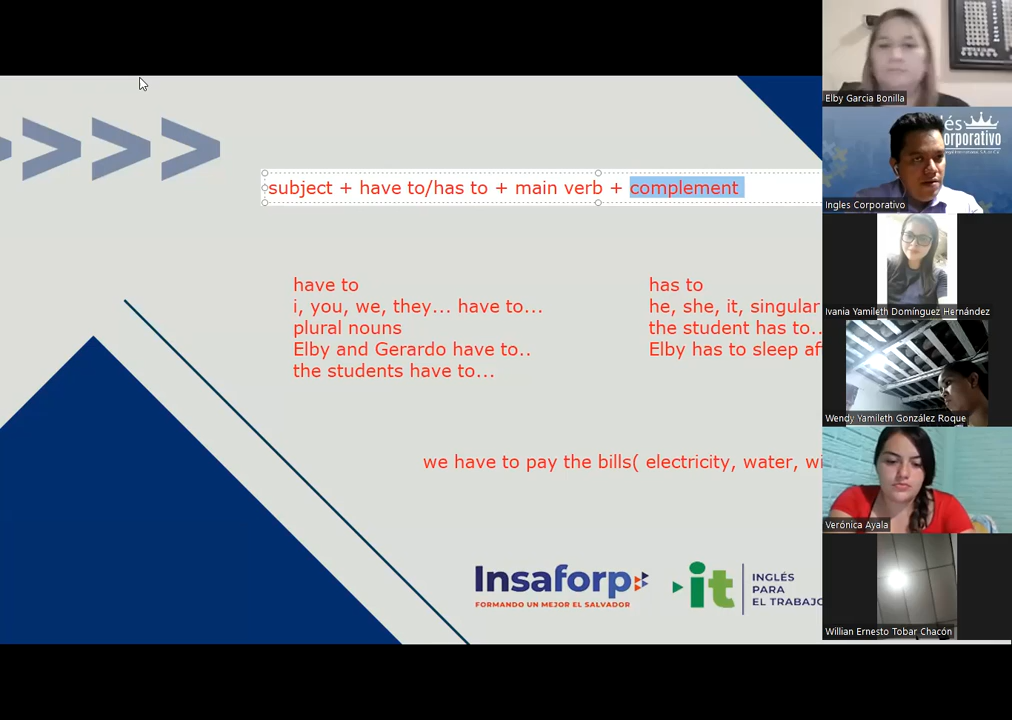 subject + have to/has to + main verb + complement
have to
i, you, we, they... have to...
plural nouns
Elby and Gerardo have to..
the students have to...
has to
he, she, it, singular
the student has to..
Elby has to sleep
we have to pay the bills( electricity, water,
Insaforp
FORMANDO UN MEJOR EL SALVADOR
it
INGLÉS
PARA
EL TRABAJO
Elby Garcia Bonilla
Corporativo
Ingles Corporativo
Ivania Yamileth Domínguez Hernández
Wendy Yamileth González Roque
Verónica Ayala
Willian Ernesto Tobar Chacón